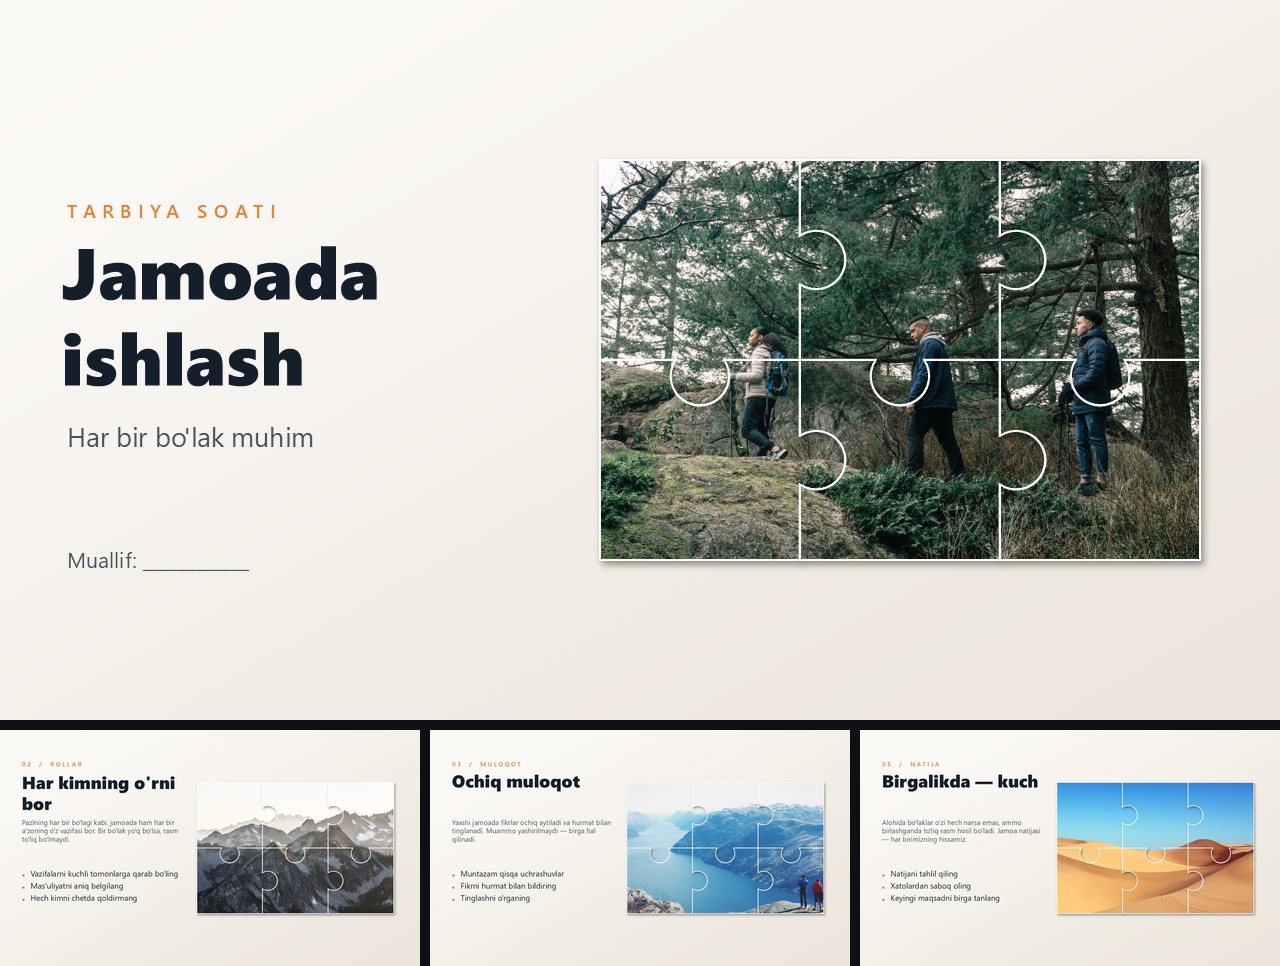 TARBIYA SOATI
Jamoada
ishlash
Har bir bo'lak muhim
Muallif: ____________
02 / ROLLAR
Har kimning o'rni
bor
Pazlning har bir bo'lagi kabi, jamoada ham har bir
a'zoning o'z vazifasi bor. Bir bo'lak yo'q bo'lsa, rasm
to'liq bo'lmaydi.
Vazifalarni kuchli tomonlarga qarab bo'ling
Mas'uliyatni aniq belgilang
Hech kimni chetda qoldirmang
03 / MULOQOT
Ochiq muloqot
Yaxshi jamoada fikrlar ochiq aytiladi va hurmat bilan
tinglanadi. Muammo yashirilmaydi — birga hal
qilinadi.
Muntazam qisqa uchrashuvlar
Fikrni hurmat bilan bildiring
Tinglashni o'rganing
05 / NATIJA
Birgalikda — kuch
Alohida bo'laklar o'zi hech narsa emas, ammo
birlashganda to'liq rasm hosil bo'ladi. Jamoa natijasi
— har birimizning hissamiz.
Natijani tahlil qiling
Xatolardan saboq oling
Keyingi maqsadni birga tanlang